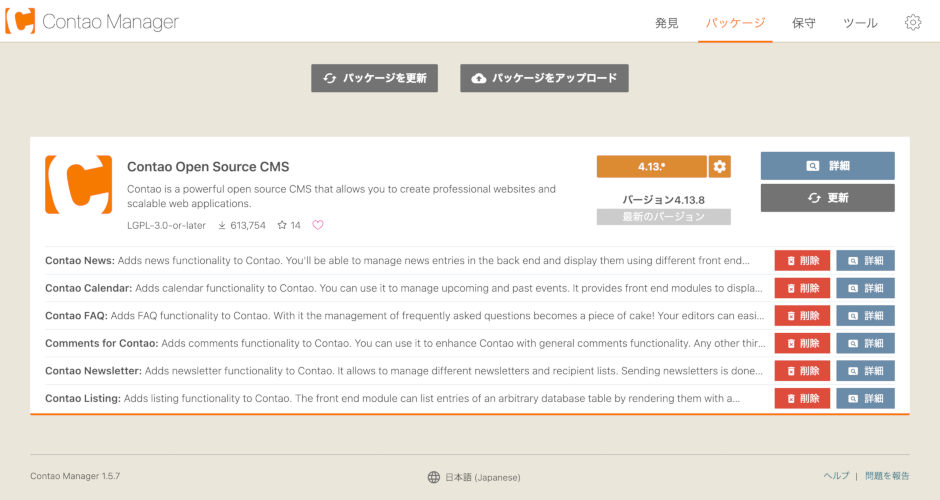 Contao Manager
発見
パッケージ
保守
ツール
パッケージを更新
パッケージをアップロード
Contao Open Source CMS
Contao is a powerful open source CMS that allows you to create professional websites and
scalable web applications.
LGPL-3.0-or-later 613,754 14
4.13.*
バージョン4.13.8
最新のバージョン
詳細
更新
Contao News: Adds news functionality to Contao. You'll be able to manage news entries in the back end and display them using different front end... 削除 詳細
Contao Calendar: Adds calendar functionality to Contao. You can use it to manage upcoming and past events. It provides front end modules to displa... 削除 詳細
Contao FAQ: Adds FAQ functionality to Contao. With it the management of frequently asked questions becomes a piece of cake! Your editors can easi... 削除 詳細
Comments for Contao: Adds comments functionality to Contao. You can use it to enhance Contao with general comments functionality. Any other thir... 削除 詳細
Contao Newsletter: Adds newsletter functionality to Contao. It allows to manage different newsletters and recipient lists. Sending newsletters is done... 削除 詳細
Contao Listing: Adds listing functionality to Contao. The front end module can list entries of an arbitrary database table by rendering them with a... 削除 詳細
Contao Manager 1.5.7
日本語 (Japanese)
ヘルプ | 問題を報告